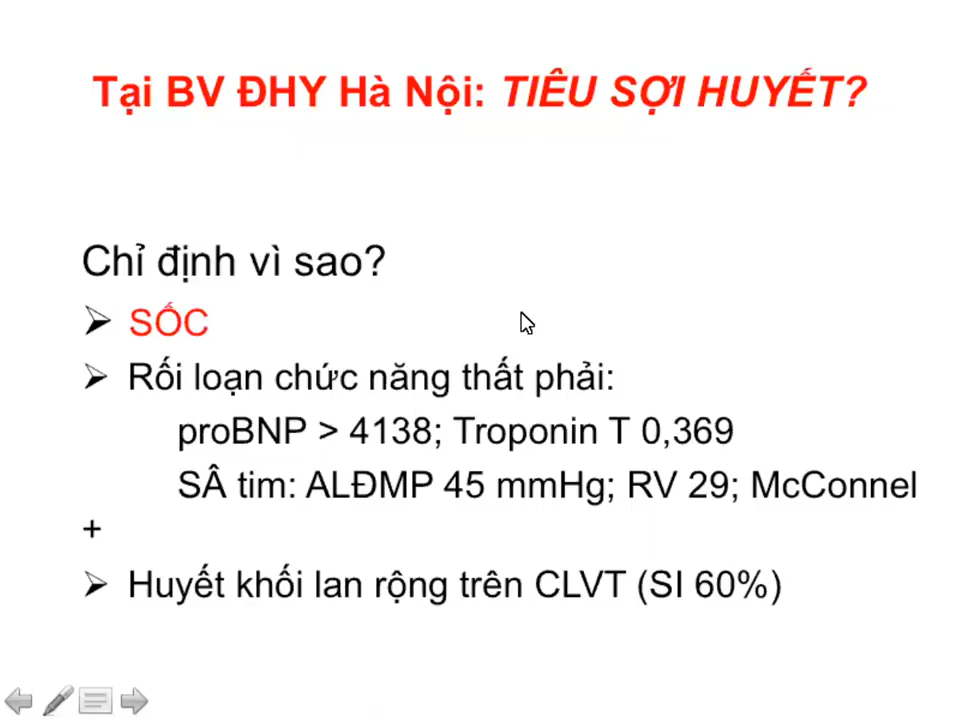 Tại BV ĐHY Hà Nội: TIÊU SỢI HUYẾT?
Chỉ định vì sao?
➢ SỐC
➢ Rối loạn chức năng thất phải:
proBNP > 4138; Troponin T 0,369
SÂ tim: ALĐMP 45 mmHg; RV 29; McConnel
+
➢ Huyết khối lan rộng trên CLVT (SI 60%)